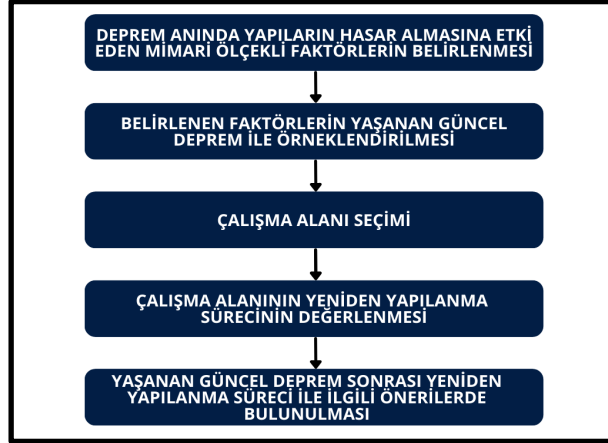 DEPREM ANINDA YAPILARIN HASAR ALMASINA ETKİ
EDEN MİMARİ ÖLÇEKLİ FAKTÖRLERİN BELİRLENMESİ
BELİRLENEN FAKTÖRLERİN YAŞANAN GÜNCEL
DEPREM İLE ÖRNEKLENDİRİLMESİ
ÇALIŞMA ALANI SEÇİMİ
ÇALIŞMA ALANININ YENİDEN YAPILANMA
SÜRECİNİN DEĞERLENMESİ
YAŞANAN GÜNCEL DEPREM SONRASI YENİDEN
YAPILANMA SÜRECİ İLE İLGİLİ ÖNERİLERDE
BULUNULMASI